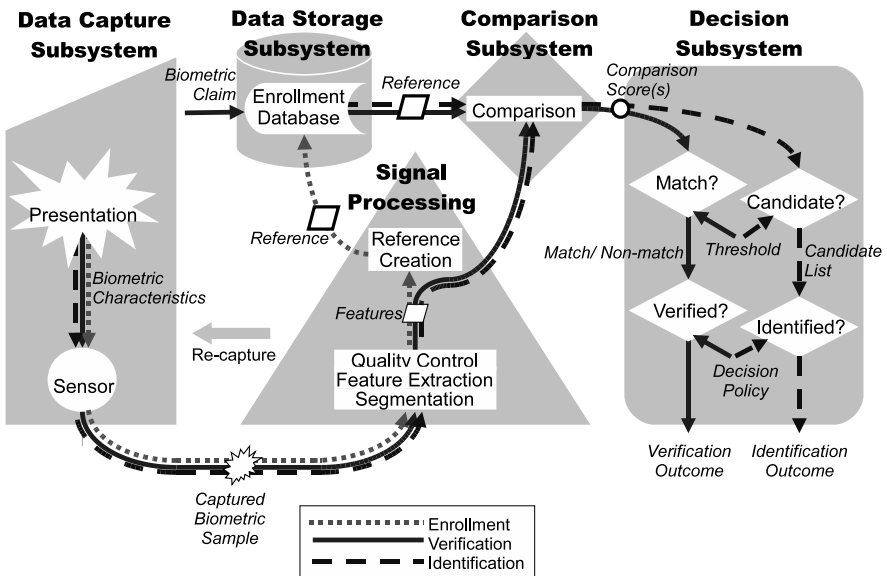 Data Capture
Subsystem
Data Storage
Subsystem
Comparison
Subsystem
Decision
Subsystem
Biometric
Claim
Enrollment
Database
Reference
Comparison
Comparison
Score(s)
Signal
Processing
Presentation
Reference
Reference
Creation
Match?
Candidate?
Match/ Non-match
Threshold
Candidate
List
Biometric
Characteristics
Features
Verified?
Identified?
Re-capture
Sensor
Quality Control
Feature Extraction
Segmentation
Decision
Policy
Verification
Outcome
Identification
Outcome
Captured
Biometric
Sample
Enrollment
Verification
Identification